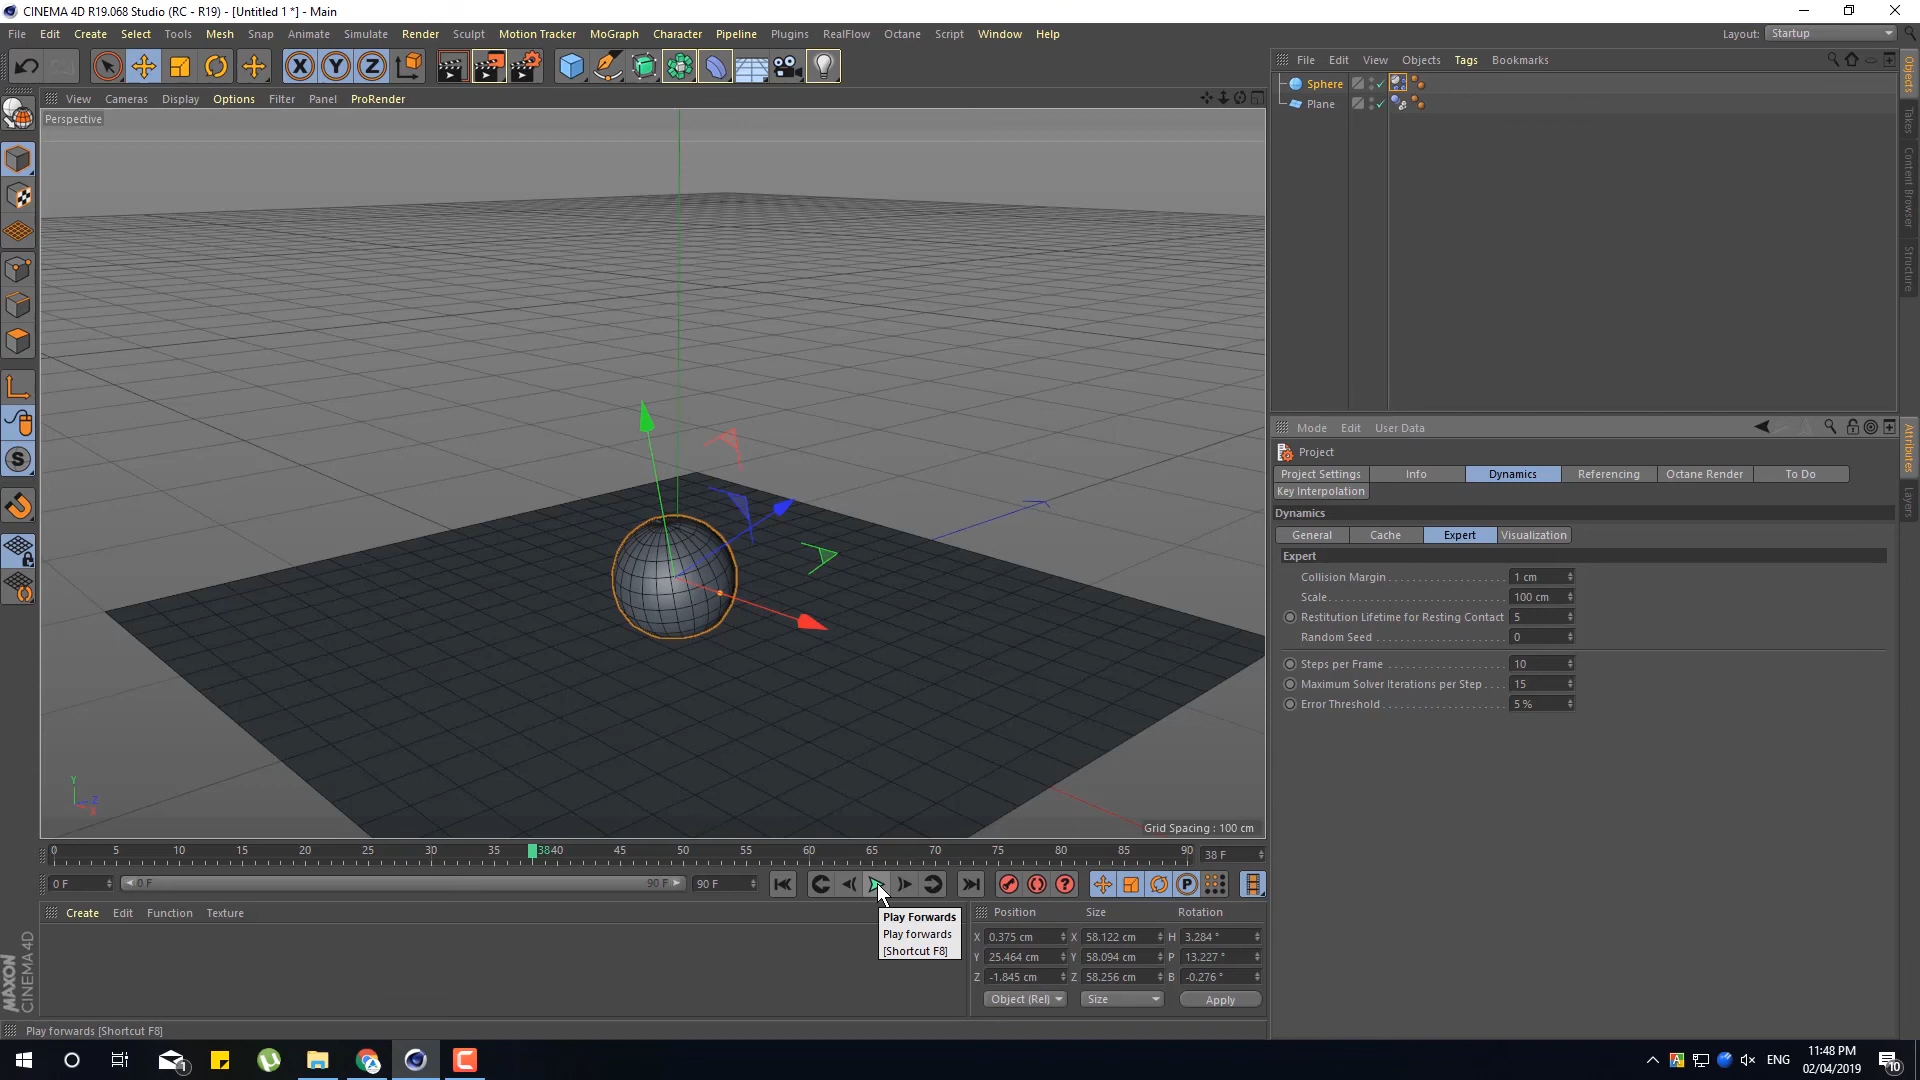 CINEMA 4D R19.068 Studio (RC - R19) - [Untitled 1 *] - Main
File Edit Create Select Tools Mesh Snap Animate Simulate Render Sculpt Motion Tracker MoGraph Character Pipeline Plugins RealFlow Octane Script Window Help
Layout: Startup
View Cameras Display Options Filter Panel ProRender
Perspective
File Edit View Objects Tags Bookmarks
Sphere
Plane
Objects
Takes
Content Browser
Structure
Mode Edit User Data
Project
Project Settings Info Dynamics Referencing Octane Render To Do
Key Interpolation
Dynamics
General Cache Expert Visualization
Expert
Collision Margin 1 cm
Scale 100 cm
Restitution Lifetime for Resting Contact 5
Random Seed 0
Steps per Frame 10
Maximum Solver Iterations per Step 15
Error Threshold 5 %
Attributes
Layers
Y
Z
X
Grid Spacing : 100 cm
0 5 10 15 20 25 30 35 3840 45 50 55 60 65 70 75 80 85 90 38 F
0 F 0 F 90 F 90 F
Create Edit Function Texture
Play Forwards
Play forwards
[Shortcut F8]
Position Size Rotation
X 0.375 cm X 58.122 cm H 3.284 °
Y 25.464 cm Y 58.094 cm P 13.227 °
Z -1.845 cm Z 58.256 cm B -0.276 °
Object (Rel) Size Apply
MAXON
CINEMA 4D
Play forwards [Shortcut F8]
1
ENG
11:48 PM
02/04/2019
10